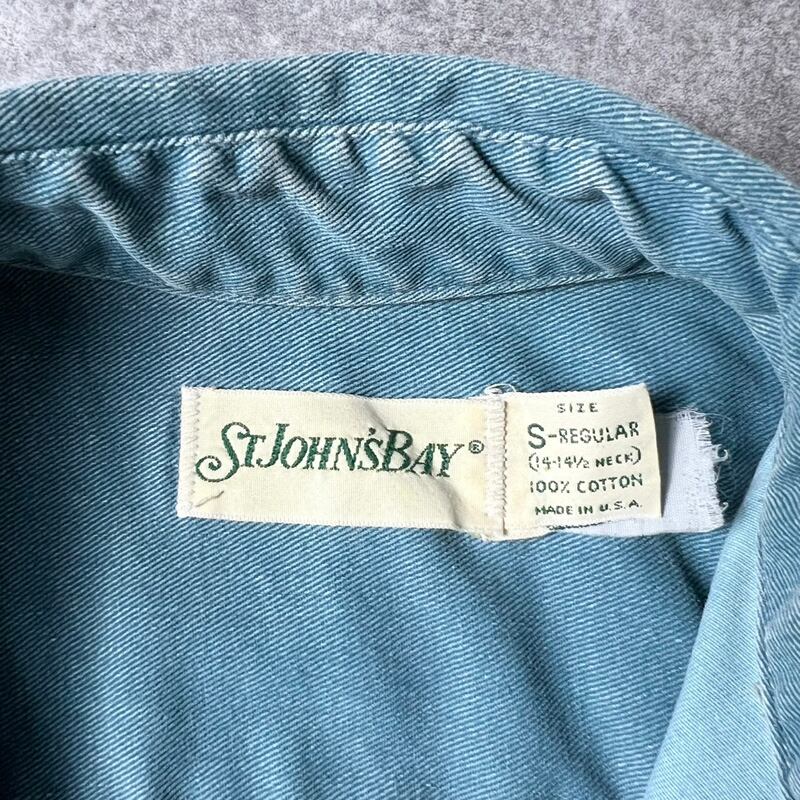 ST. JOHN'S BAY®
SIZE
S-REGULAR
(14-14½ NECK)
100% COTTON
MADE IN U.S.A.